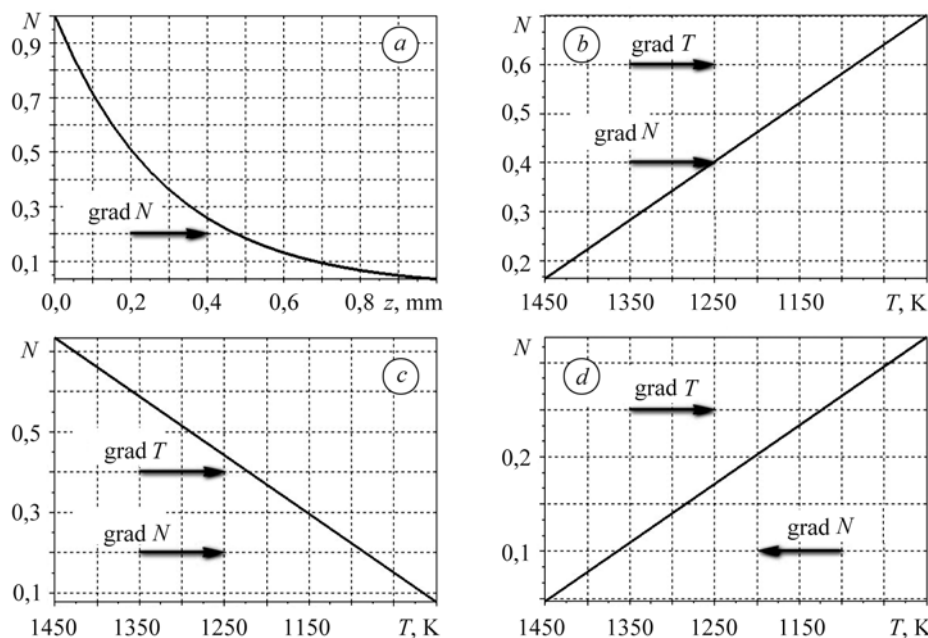 N
a
0,9
0,7
0,5
0,3
grad N
0,1
0,0 0,2 0,4 0,6 0,8 z, mm
N
b
grad T
0,6
0,5
grad N
0,4
0,3
0,2
1450 1350 1250 1150 T, K
N
c
0,5
grad T
0,3
grad N
0,1
1450 1350 1250 1150 T, K
N
d
grad T
0,2
grad N
0,1
1450 1350 1250 1150 T, K